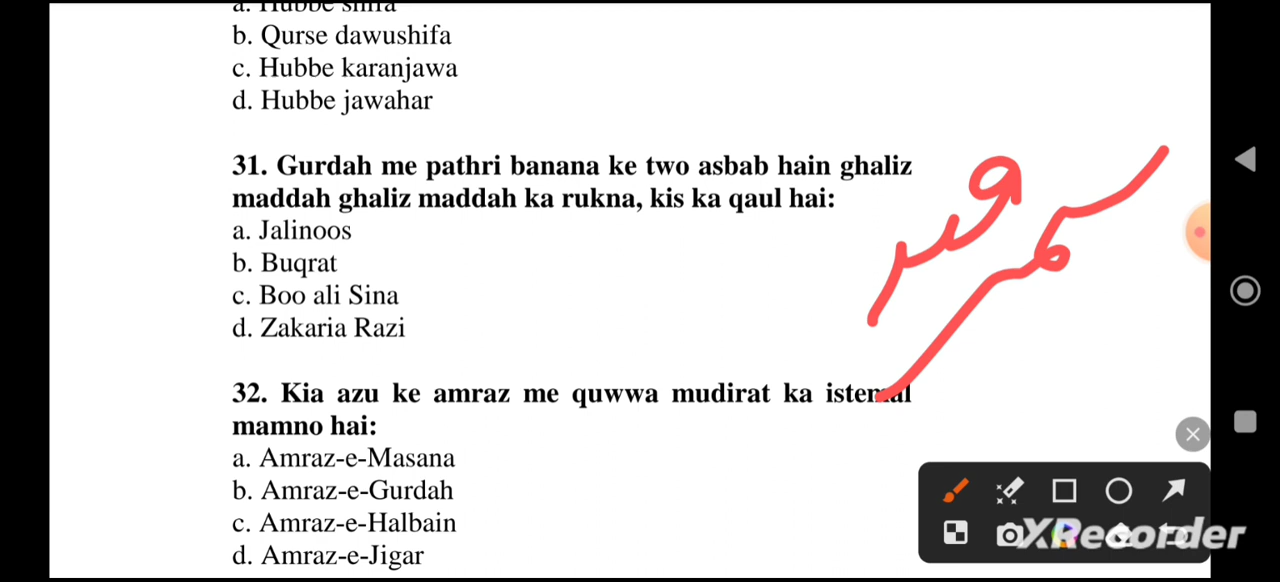 b. Qurse dawushifa
c. Hubbe karanjawa
d. Hubbe jawahar
31. Gurdah me pathri banana ke two asbab hain ghaliz
maddah ghaliz maddah ka rukna, kis ka qaul hai:
a. Jalinoos
b. Buqrat
c. Boo ali Sina
d. Zakaria Razi
32. Kia azu ke amraz me quwwa mudirat ka istemal
mamno hai:
a. Amraz-e-Masana
b. Amraz-e-Gurdah
c. Amraz-e-Halbain
d. Amraz-e-Jigar
XRecorder